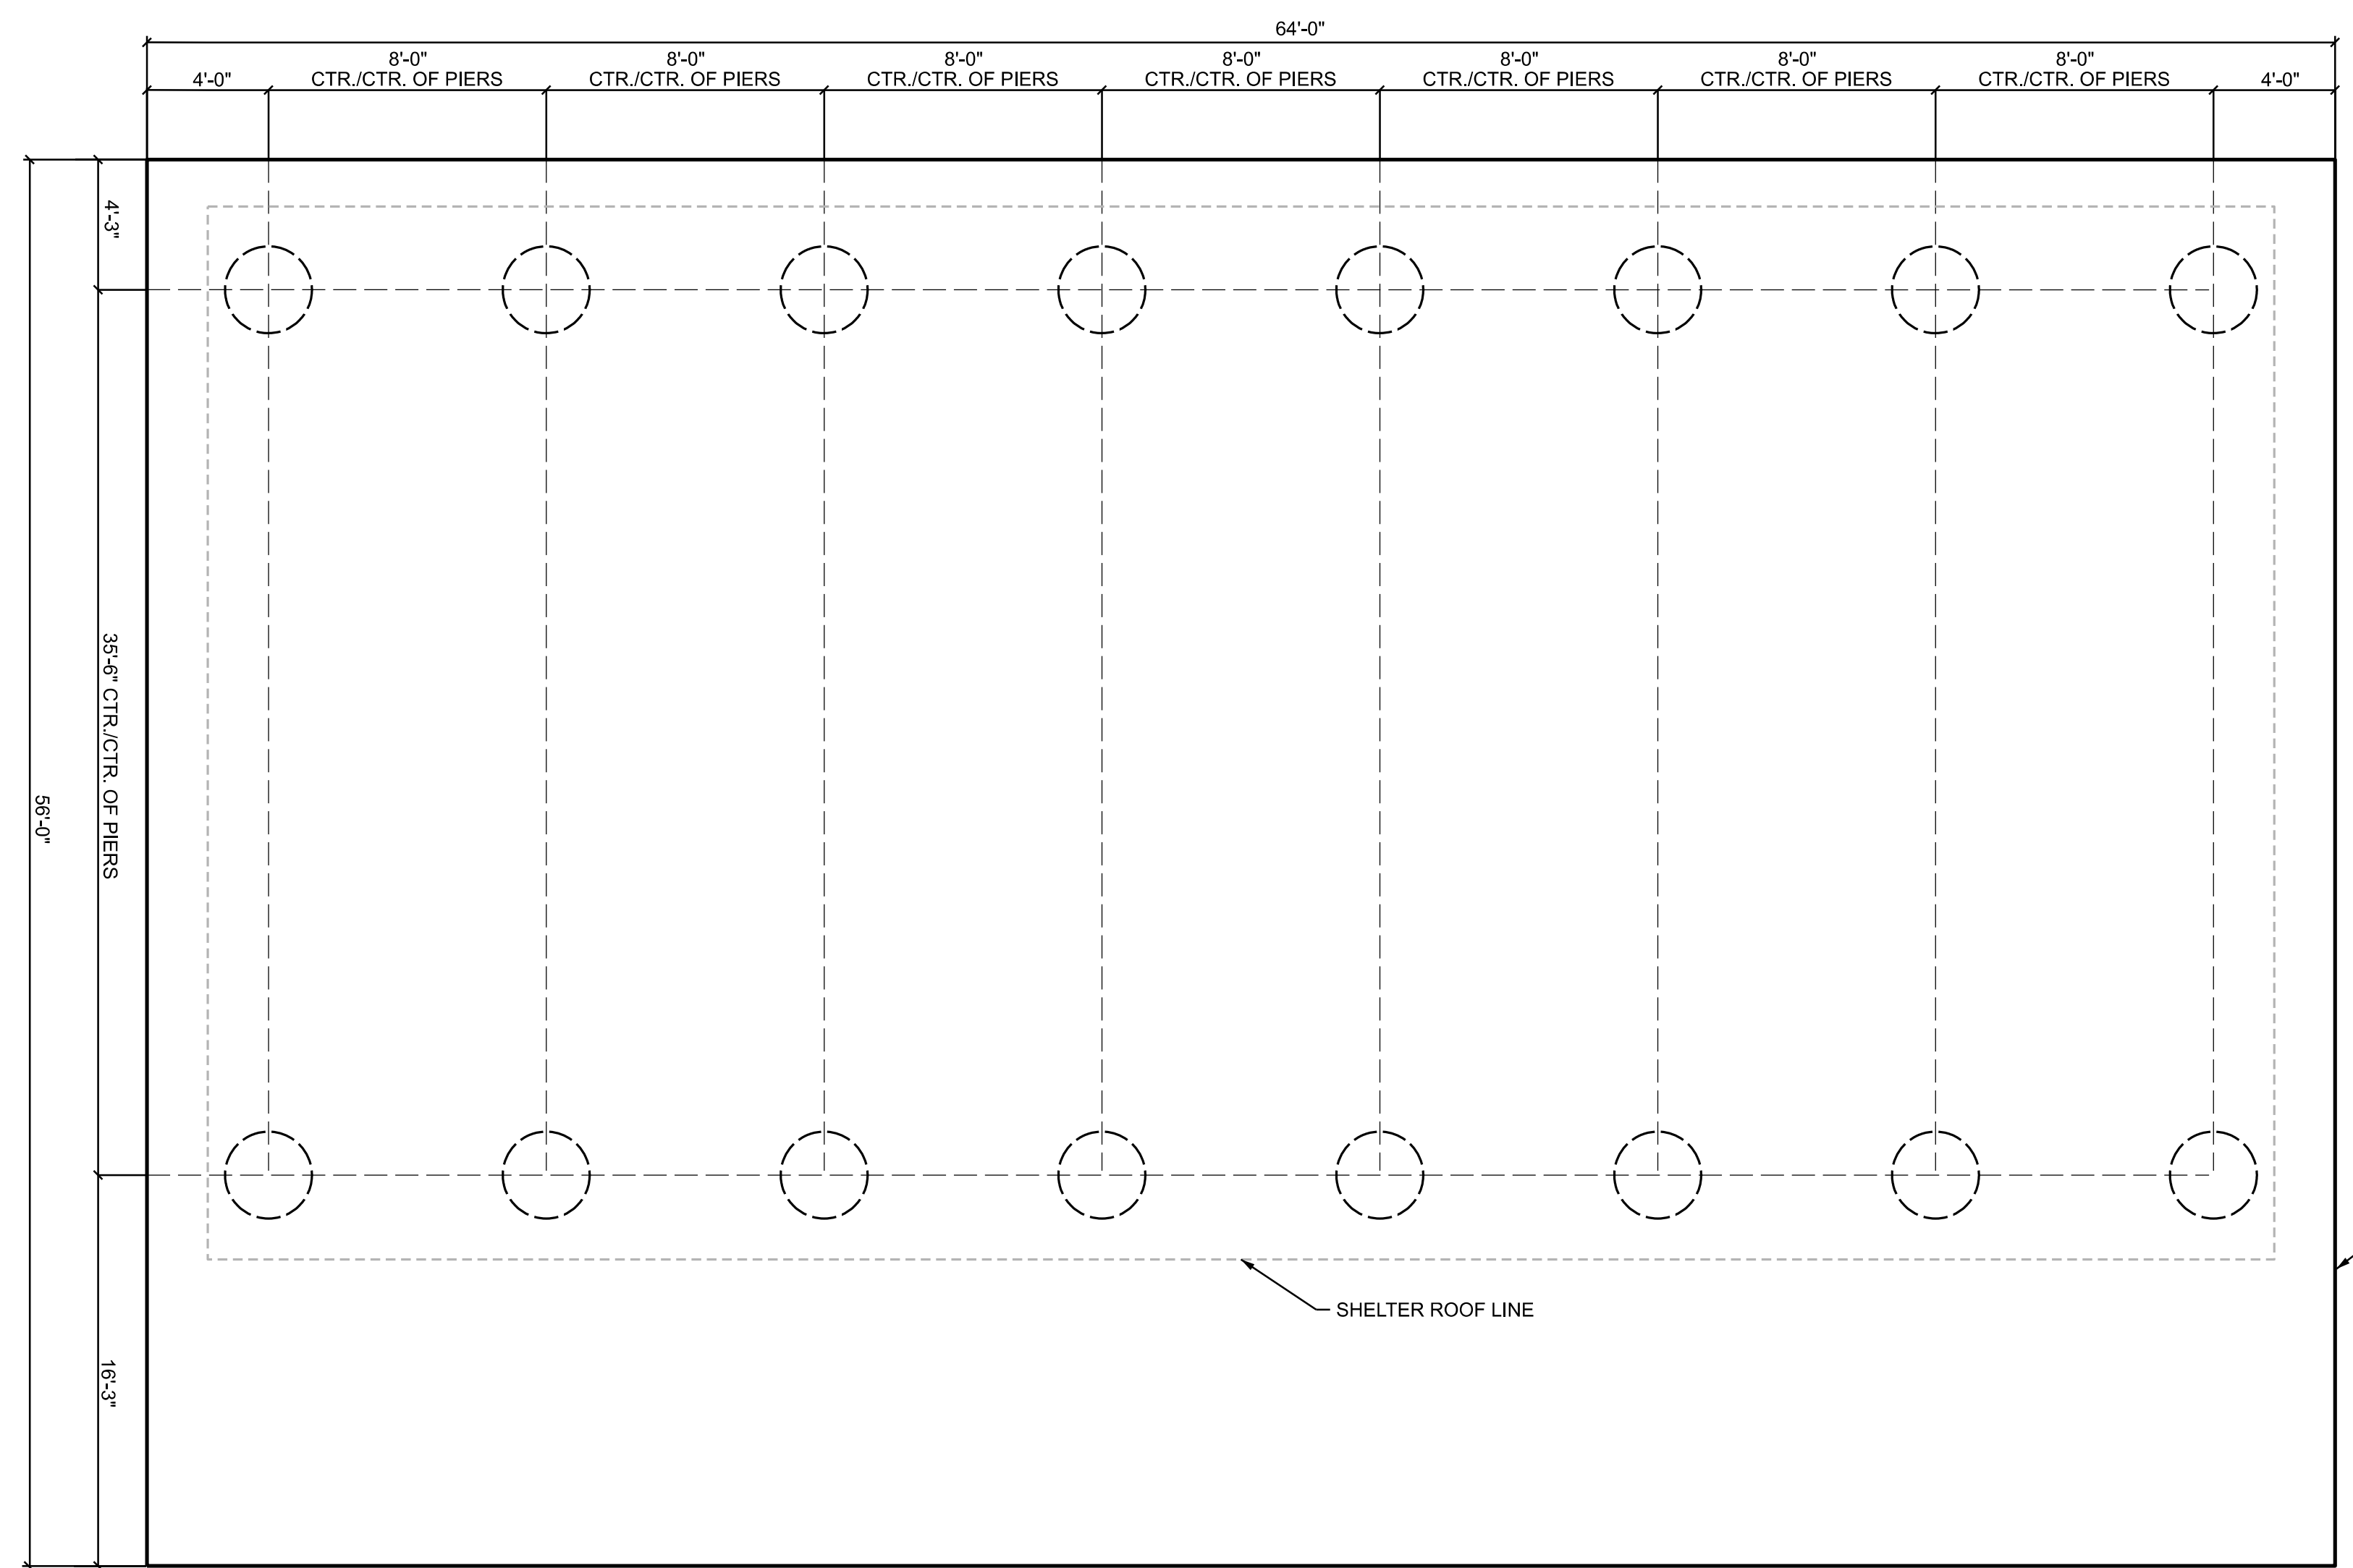 64'-0"
4'-0"
8'-0"
CTR./CTR. OF PIERS
8'-0"
CTR./CTR. OF PIERS
8'-0"
CTR./CTR. OF PIERS
8'-0"
CTR./CTR. OF PIERS
8'-0"
CTR./CTR. OF PIERS
8'-0"
CTR./CTR. OF PIERS
8'-0"
CTR./CTR. OF PIERS
4'-0"
4'-3"
35'-6" CTR./CTR. OF PIERS
56'-0"
16'-3"
SHELTER ROOF LINE